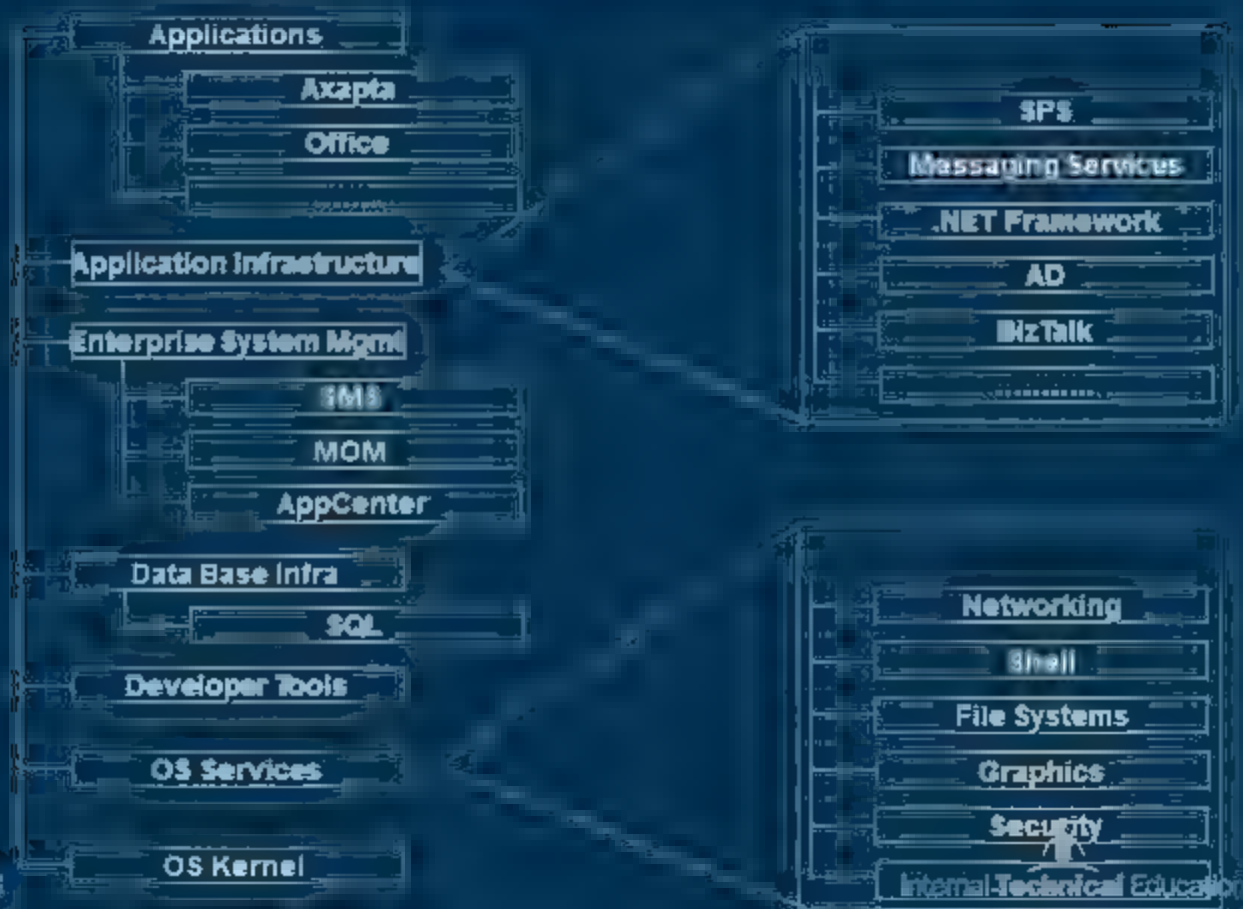 Applications
Axapta
Office
Application Infrastructure
Enterprise System Mgmt
SMS
MOM
AppCenter
Data Base Infra
SQL
Developer Tools
OS Services
OS Kernel
SPS
Messaging Services
.NET Framework
AD
BizTalk
Networking
Shell
File Systems
Graphics
Security
Internal Technical Education